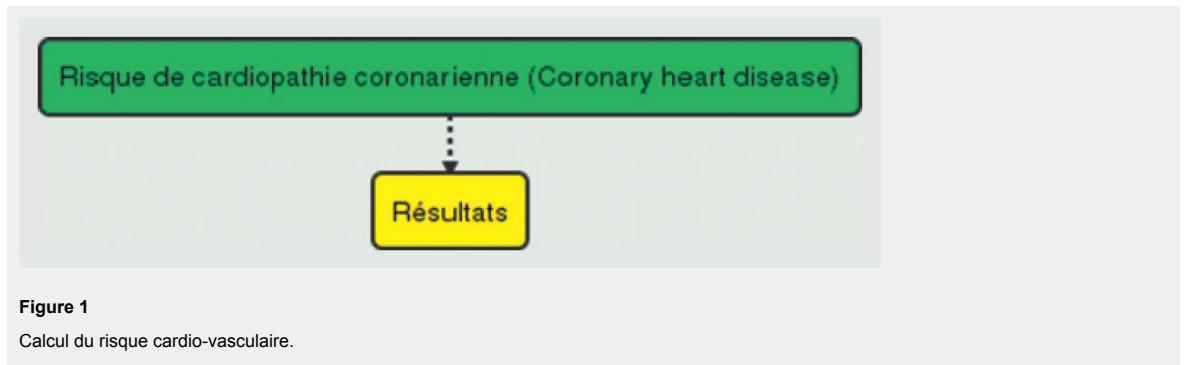 Risque de cardiopathie coronarienne (Coronary heart disease)
Résultats
Figure 1
Calcul du risque cardio-vasculaire.